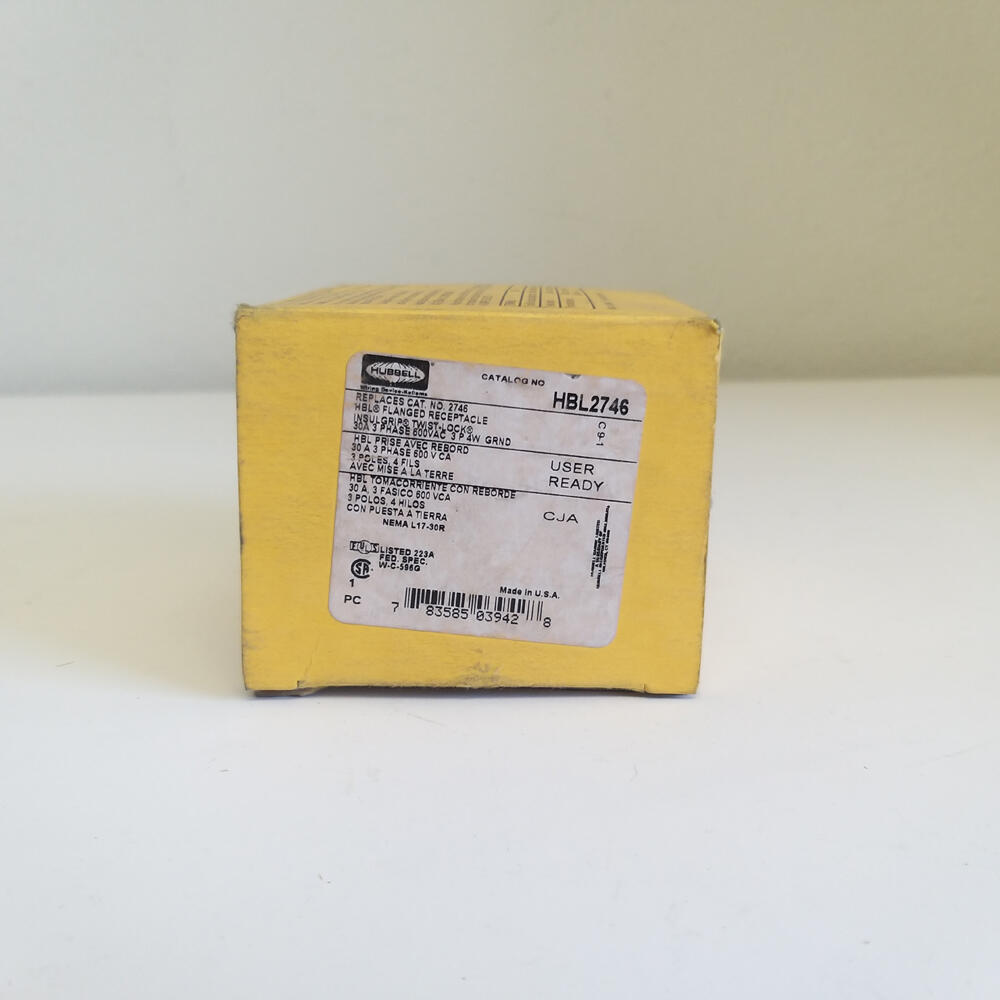 HUBBELL
Wiring Device-Kellems
CATALOG NO
HBL2746
REPLACES CAT. NO. 2746
HBL® FLANGED RECEPTACLE
INSULGRIP® TWIST-LOCK®
30A 3 PHASE 600VAC 3 P 4W GRND
C9-1
HBL PRISE AVEC REBORD
30 A 3 PHASE 600 V CA
3 POLES, 4 FILS
AVEC MISE A LA TERRE
USER
READY
HBL TOMACORRIENTE CON REBORDE
30 A, 3 FASICO 600 VCA
3 POLOS, 4 HILOS
CON PUESTA A TIERRA
NEMA L17-30R
CJA
LISTED 223A
FED. SPEC.
W-C-596G
1
PC
Made in U.S.A.
7 83585 03942 8